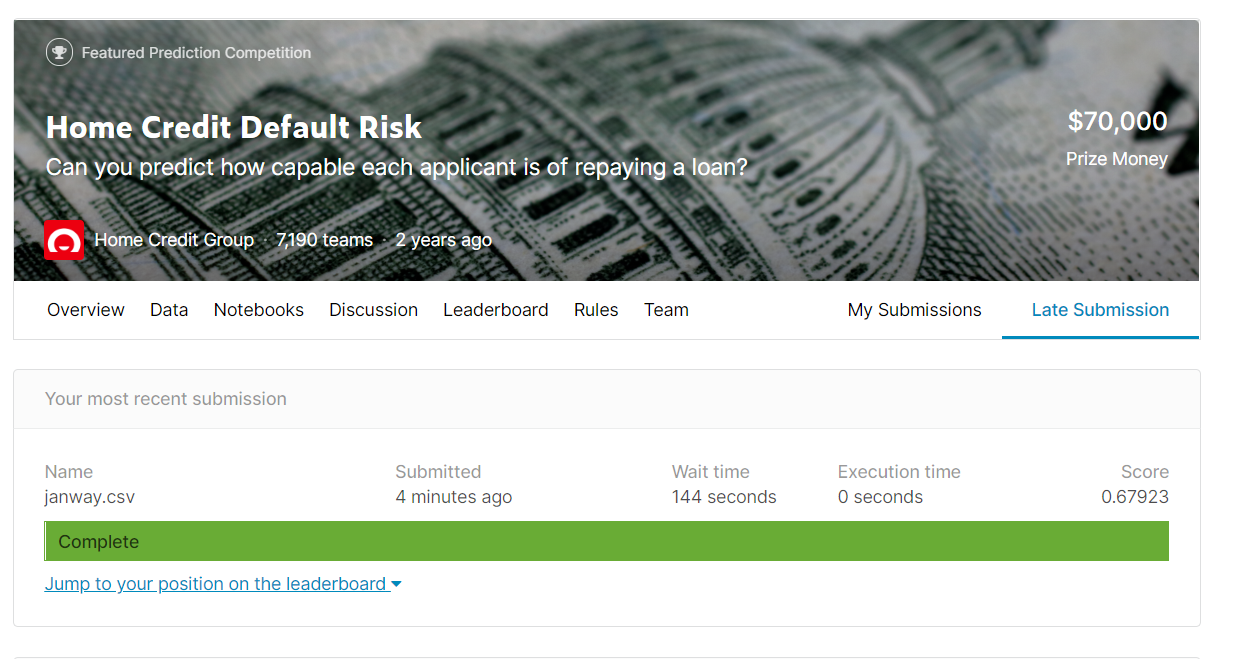 Featured Prediction Competition
Home Credit Default Risk
Can you predict how capable each applicant is of repaying a loan?
$70,000
Prize Money
Home Credit Group · 7,190 teams · 2 years ago
Overview Data Notebooks Discussion Leaderboard Rules Team My Submissions Late Submission
Your most recent submission
Name Submitted Wait time Execution time Score
janway.csv 4 minutes ago 144 seconds 0 seconds 0.67923
Complete
Jump to your position on the leaderboard